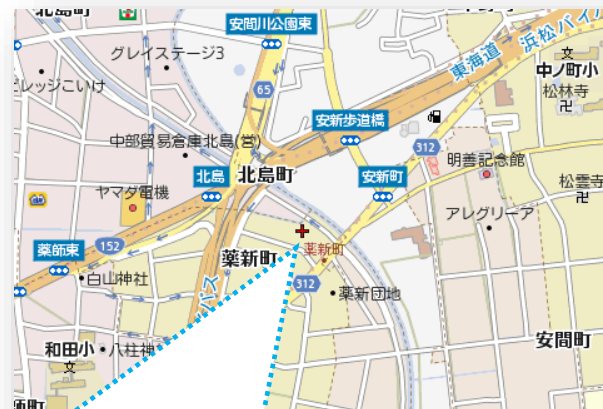 北島町
安間川公園東
グレイステージ3
ビレッジこいけ
65
東海道
浜松バイパ
中ノ町小
松林寺
安新歩道橋
中部貿易倉庫北島(営)
312
北島
北島町
安新町
明善記念館
松雲寺
ヤマダ電機
アレグリーア
薬師東
152
薬新町
薬新町
白山神社
312
薬新団地
バス
和田小
八柱神
安間町
師町